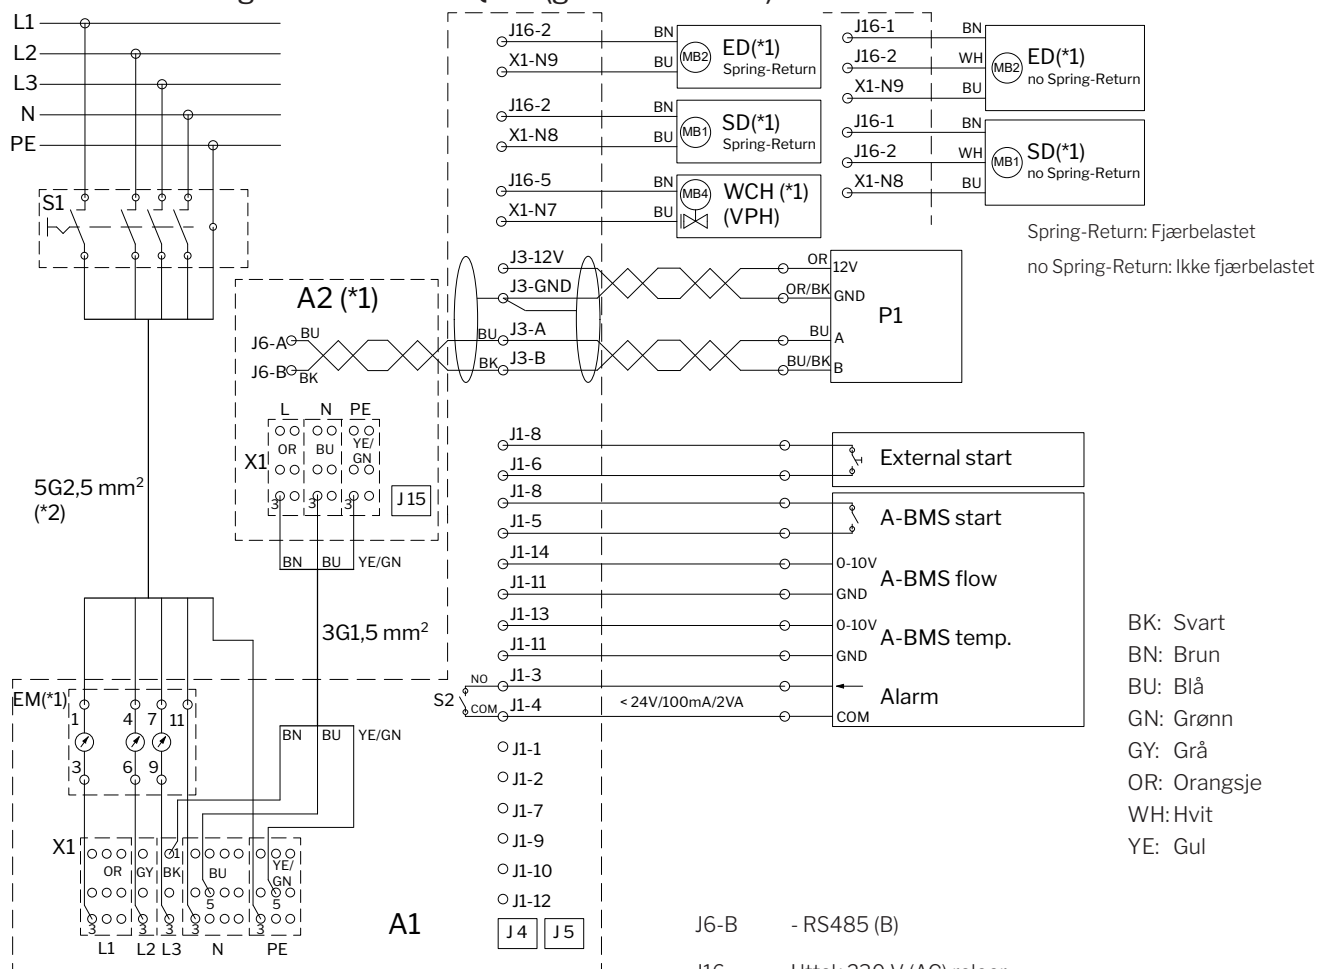 L1
L2
L3
N
PE
S1
5G2,5 mm²
(*2)
A2 (*1)
J6-A
BU
J6-B
BK
L N PE
X1
OR
BU
YE/
GN
3
3
3
J 15
BN
BU
YE/GN
3G1,5 mm²
EM(*1)
1
4
7
11
3
6
9
BN
BU
YE/GN
X1
OR
GY
BK
1
BU
YE/
GN
5
5
3
3
3
3
3
L1
L2
L3
N
PE
A1
J16-2
BN
X1-N9
BU
MB2
ED(*1)
Spring-Return
J16-2
BN
X1-N8
BU
MB1
SD(*1)
Spring-Return
J16-5
BN
X1-N7
BU
MB4
WCH (*1)
(VPH)
J16-1
BN
J16-2
WH
X1-N9
BU
MB2
ED(*1)
no Spring-Return
J16-1
BN
J16-2
WH
X1-N8
BU
MB1
SD(*1)
no Spring-Return
Spring-Return: Fjærbelastet
no Spring-Return: Ikke fjærbelastet
J3-12V
OR
12V
J3-GND
OR/BK
GND
P1
BU
J3-A
BU
A
BK
J3-B
BU/BK
B
J1-8
J1-6
External start
J1-8
J1-5
A-BMS start
J1-14
0-10V
A-BMS flow
J1-11
GND
J1-13
0-10V
A-BMS temp.
J1-11
GND
S2
NO
J1-3
Alarm
COM
J1-4
< 24V/100mA/2VA
COM
J1-1
J1-2
J1-7
J1-9
J1-10
J1-12
J 4
J 5
BK: Svart
BN: Brun
BU: Blå
GN: Grønn
GY: Grå
OR: Orangsje
WH: Hvit
YE: Gul
J6-B - RS485 (B)